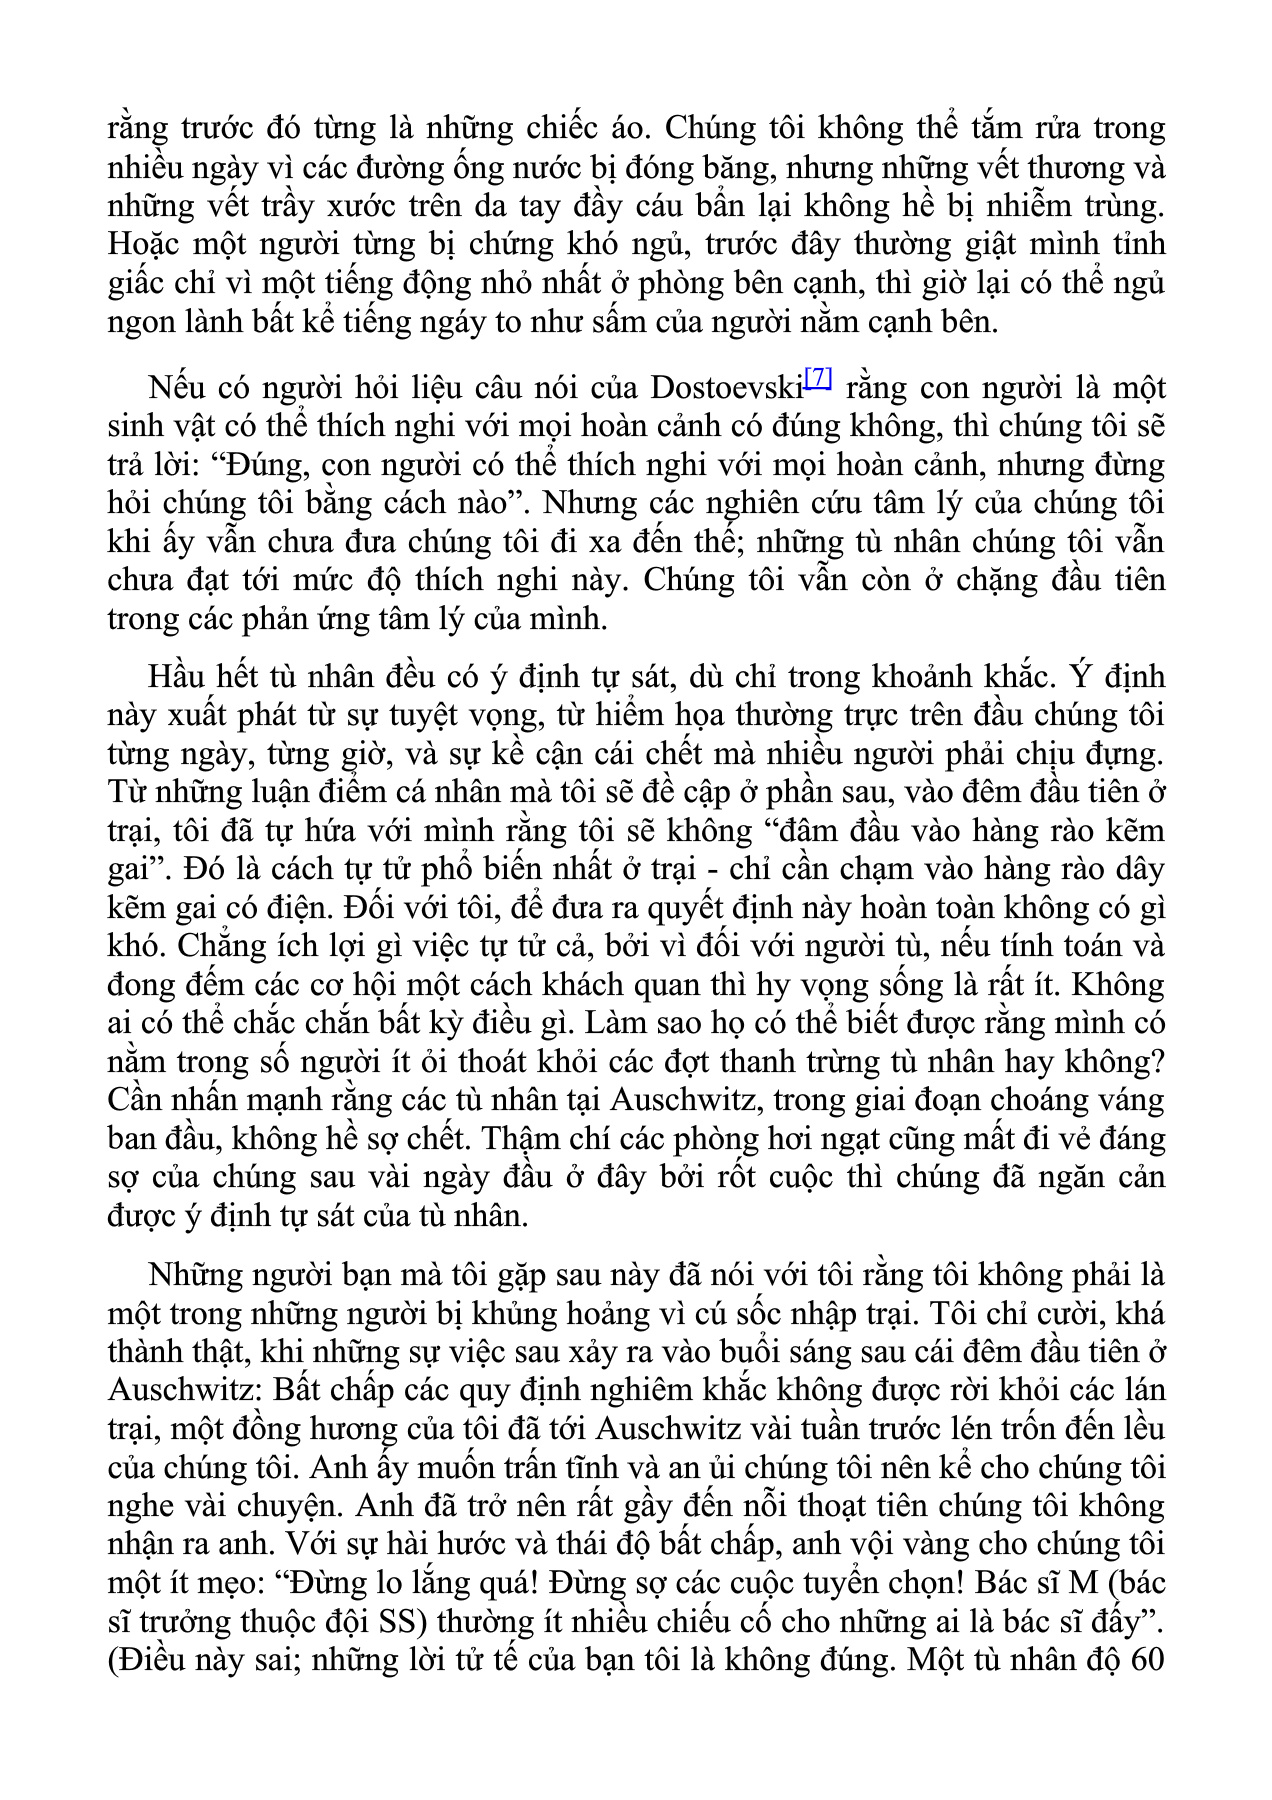 rằng trước đó từng là những chiếc áo. Chúng tôi không thể tắm rửa trong
nhiều ngày vì các đường ống nước bị đóng băng, nhưng những vết thương và
những vết trầy xước trên da tay đầy cáu bẩn lại không hề bị nhiễm trùng.
Hoặc một người từng bị chứng khó ngủ, trước đây thường giật mình tỉnh
giấc chỉ vì một tiếng động nhỏ nhất ở phòng bên cạnh, thì giờ lại có thể ngủ
ngon lành bất kể tiếng ngáy to như sấm của người nằm cạnh bên.
Nếu có người hỏi liệu câu nói của Dostoevski[7] rằng con người là một
sinh vật có thể thích nghi với mọi hoàn cảnh có đúng không, thì chúng tôi sẽ
trả lời: “Đúng, con người có thể thích nghi với mọi hoàn cảnh, nhưng đừng
hỏi chúng tôi bằng cách nào”. Nhưng các nghiên cứu tâm lý của chúng tôi
khi ấy vẫn chưa đưa chúng tôi đi xa đến thế; những tù nhân chúng tôi vẫn
chưa đạt tới mức độ thích nghi này. Chúng tôi vẫn còn ở chặng đầu tiên
trong các phản ứng tâm lý của mình.
Hầu hết tù nhân đều có ý định tự sát, dù chỉ trong khoảnh khắc. Ý định
này xuất phát từ sự tuyệt vọng, từ hiểm họa thường trực trên đầu chúng tôi
từng ngày, từng giờ, và sự kề cận cái chết mà nhiều người phải chịu đựng.
Từ những luận điểm cá nhân mà tôi sẽ đề cập ở phần sau, vào đêm đầu tiên ở
trại, tôi đã tự hứa với mình rằng tôi sẽ không “đâm đầu vào hàng rào kẽm
gai”. Đó là cách tự tử phổ biến nhất ở trại - chỉ cần chạm vào hàng rào dây
kẽm gai có điện. Đối với tôi, để đưa ra quyết định này hoàn toàn không có gì
khó. Chẳng ích lợi gì việc tự tử cả, bởi vì đối với người tù, nếu tính toán và
đong đếm các cơ hội một cách khách quan thì hy vọng sống là rất ít. Không
ai có thể chắc chắn bất kỳ điều gì. Làm sao họ có thể biết được rằng mình có
nằm trong số người ít ỏi thoát khỏi các đợt thanh trừng tù nhân hay không?
Cần nhấn mạnh rằng các tù nhân tại Auschwitz, trong giai đoạn choáng váng
ban đầu, không hề sợ chết. Thậm chí các phòng hơi ngạt cũng mất đi vẻ đáng
sợ của chúng sau vài ngày đầu ở đây bởi rốt cuộc thì chúng đã ngăn cản
được ý định tự sát của tù nhân.
Những người bạn mà tôi gặp sau này đã nói với tôi rằng tôi không phải là
một trong những người bị khủng hoảng vì cú sốc nhập trại. Tôi chỉ cười, khá
thành thật, khi những sự việc sau xảy ra vào buổi sáng sau cái đêm đầu tiên ở
Auschwitz: Bất chấp các quy định nghiêm khắc không được rời khỏi các lán
trại, một đồng hương của tôi đã tới Auschwitz vài tuần trước lén trốn đến lều
của chúng tôi. Anh ấy muốn trấn tĩnh và an ủi chúng tôi nên kể cho chúng tôi
nghe vài chuyện. Anh đã trở nên rất gầy đến nỗi thoạt tiên chúng tôi không
nhận ra anh. Với sự hài hước và thái độ bất chấp, anh vội vàng cho chúng tôi
một ít mẹo: “Đừng lo lắng quá! Đừng sợ các cuộc tuyển chọn! Bác sĩ M (bác
sĩ trưởng thuộc đội SS) thường ít nhiều chiếu cố cho những ai là bác sĩ đấy”.
(Điều này sai; những lời tử tế của bạn tôi là không đúng. Một tù nhân độ 60